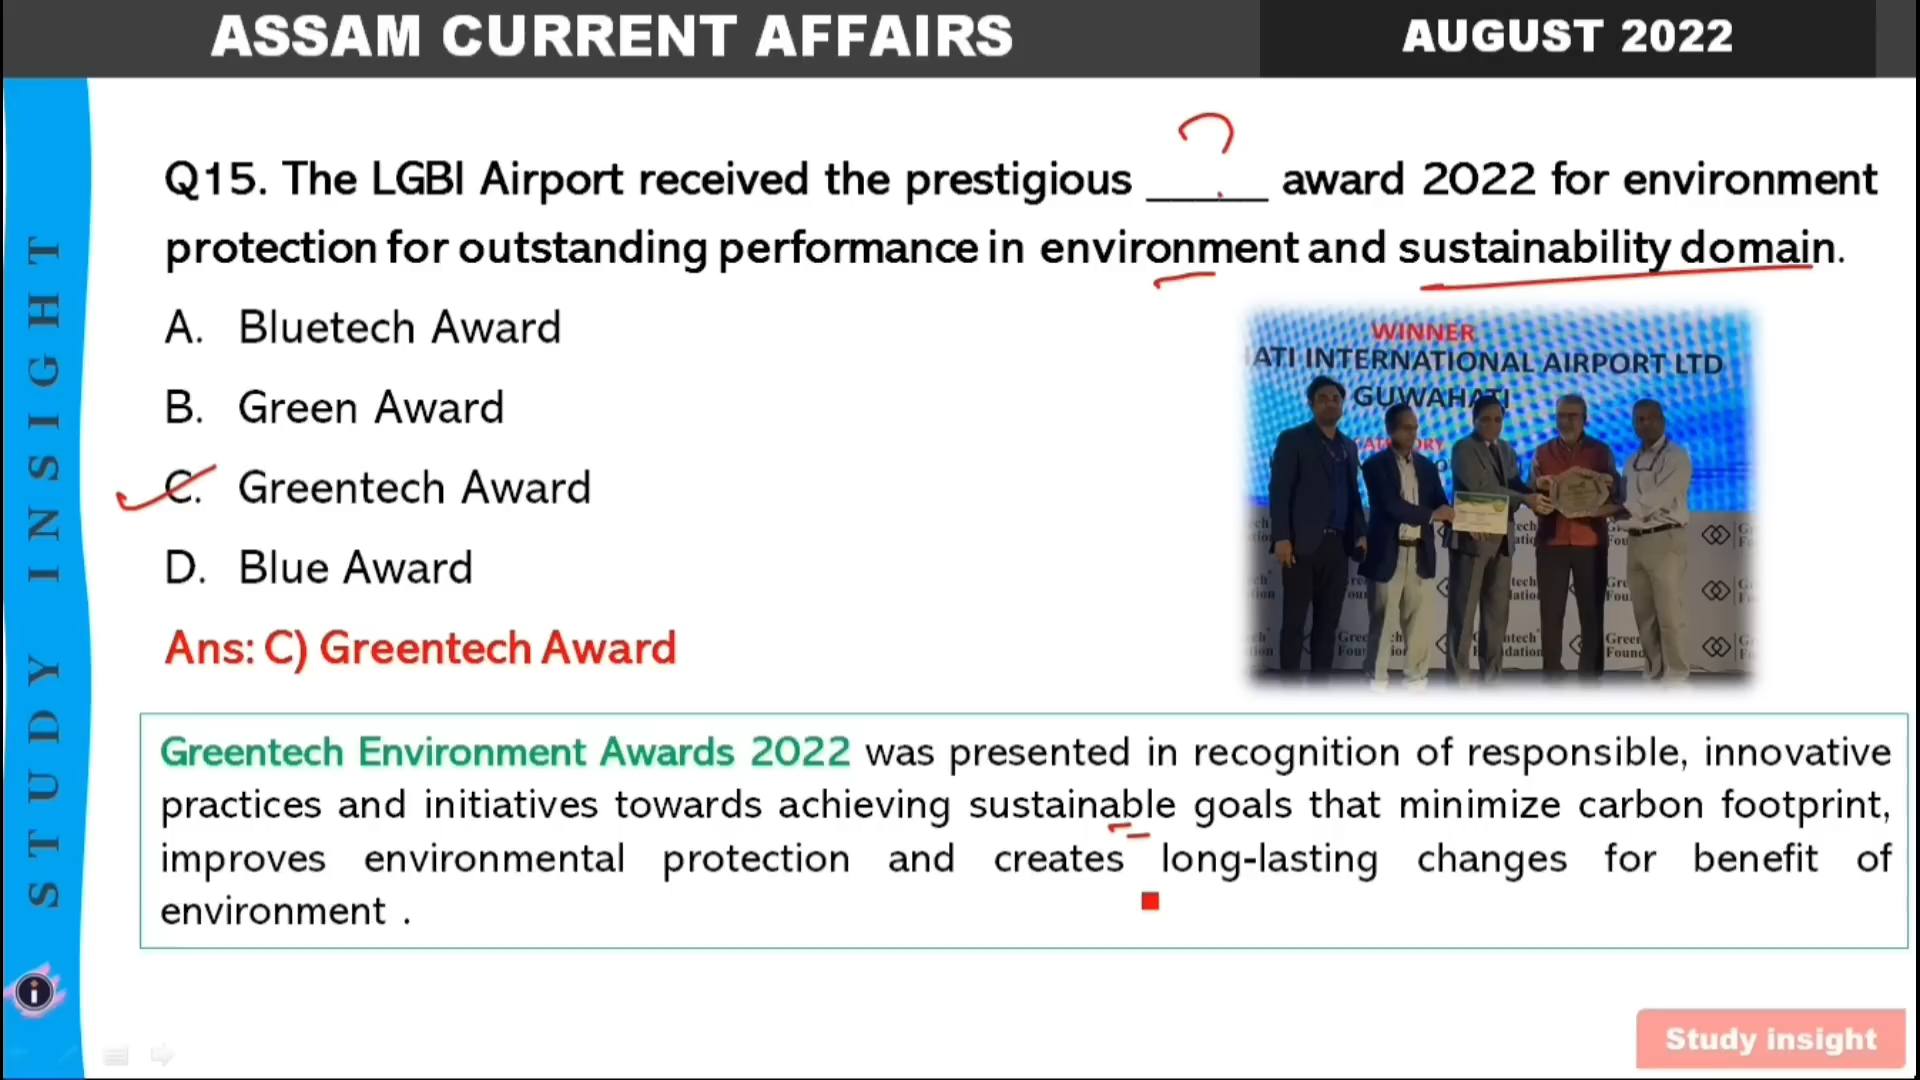 ASSAM CURRENT AFFAIRS
AUGUST 2022
STUDY INSIGHT
Q15. The LGBI Airport received the prestigious _____ award 2022 for environment
protection for outstanding performance in environment and sustainability domain.
?
A. Bluetech Award
B. Green Award
C. Greentech Award
D. Blue Award
Ans: C) Greentech Award
WINNER
ATI INTERNATIONAL AIRPORT LTD
GUWAHATI
Greentech Environment Awards 2022 was presented in recognition of responsible, innovative
practices and initiatives towards achieving sustainable goals that minimize carbon footprint,
improves environmental protection and creates long-lasting changes for benefit of
environment .
i
Study insight